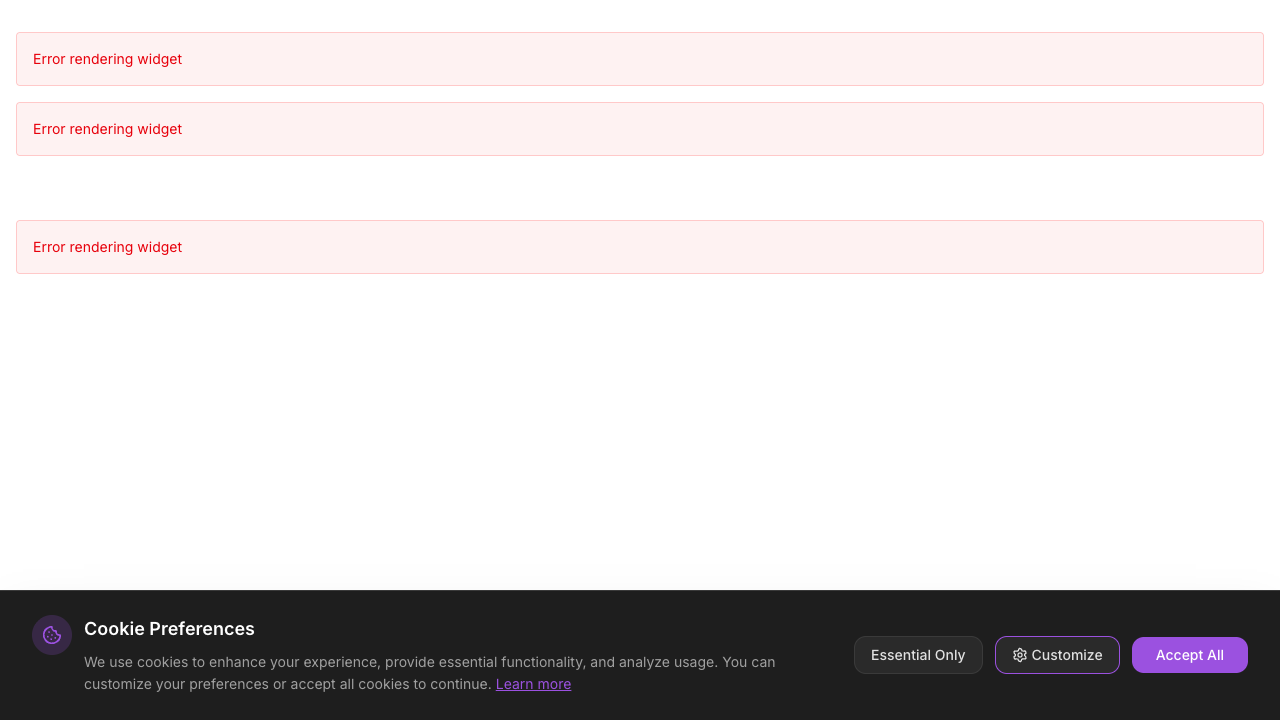 Error rendering widget
Error rendering widget
Error rendering widget
Cookie Preferences
We use cookies to enhance your experience, provide essential functionality, and analyze usage. You can
customize your preferences or accept all cookies to continue. Learn more
Essential Only
Customize
Accept All